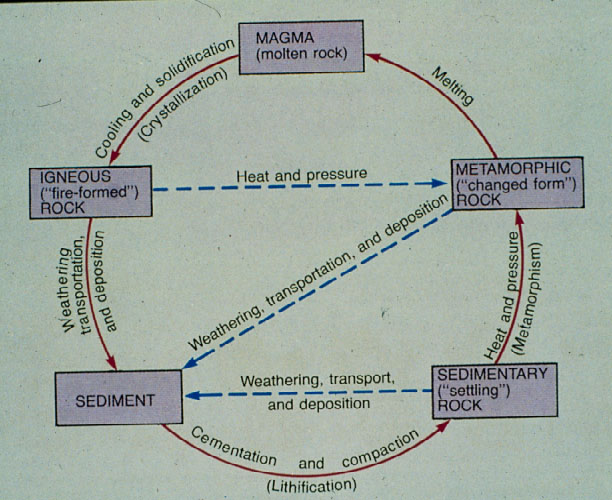 MAGMA
(molten rock)
Cooling and solidification
(Crystallization)
Melting
IGNEOUS
("fire-formed")
ROCK
Heat and pressure
METAMORPHIC
("changed form")
ROCK
Weathering
transportation,
and deposition
Weathering, transportation, and deposition
Heat and pressure
(Metamorphism)
SEDIMENT
Weathering, transport,
and deposition
SEDIMENTARY
("settling")
ROCK
Cementation and compaction
(Lithification)